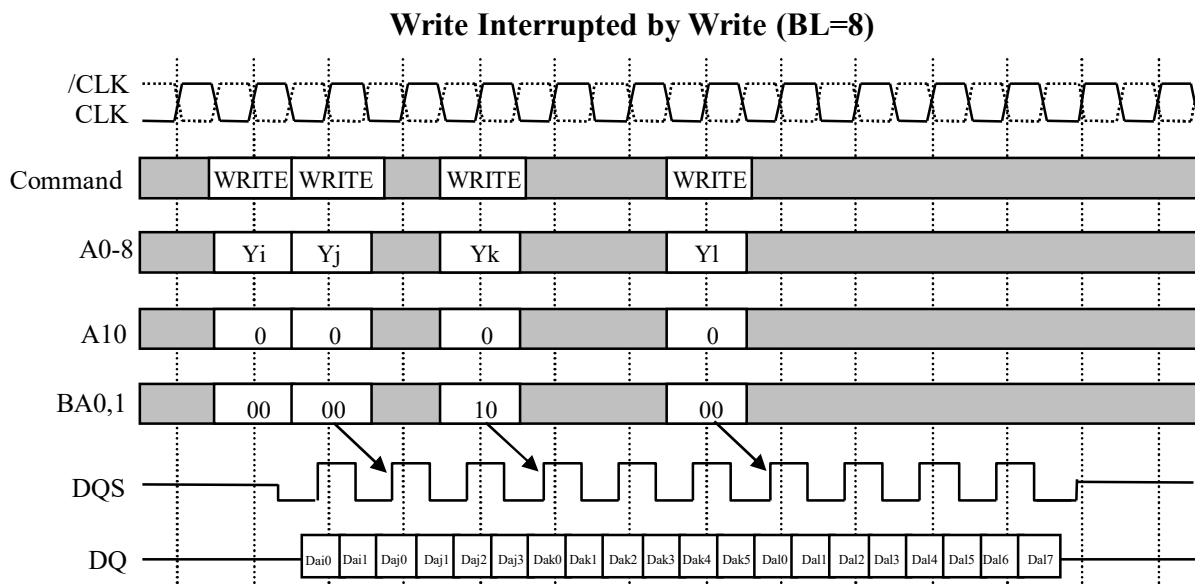 Write Interrupted by Write (BL=8)
/CLK
CLK
Command WRITE WRITE WRITE WRITE
A0-8 Yi Yj Yk Yl
A10 0 0 0 0
BA0,1 00 00 10 00
DQS
DQ Dai0 Dai1 Daj0 Daj1 Daj2 Daj3 Dak0 Dak1 Dak2 Dak3 Dak4 Dak5 Dal0 Dal1 Dal2 Dal3 Dal4 Dal5 Dal6 Dal7